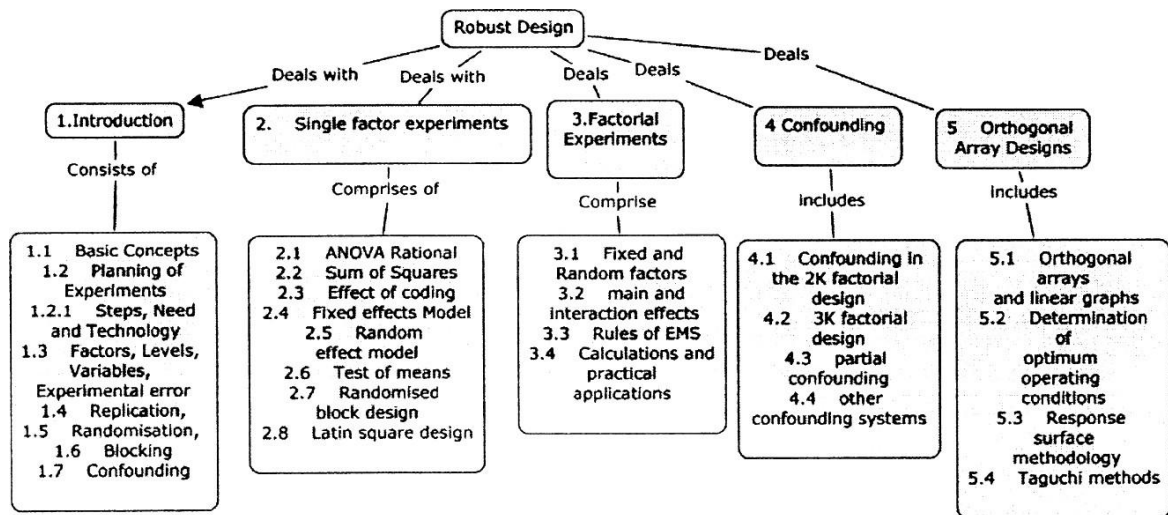 Robust Design
Deals with
Deals with
Deals
Deals
Deals
1.Introduction
2. Single factor experiments
3.Factorial
Experiments
4 Confounding
5 Orthogonal
Array Designs
Consists of
Comprises of
Comprise
includes
includes
1.1 Basic Concepts
1.2 Planning of
Experiments
1.2.1 Steps, Need
and Technology
1.3 Factors, Levels,
Variables,
Experimental error
1.4 Replication,
1.5 Randomisation,
1.6 Blocking
1.7 Confounding
2.1 ANOVA Rational
2.2 Sum of Squares
2.3 Effect of coding
2.4 Fixed effects Model
2.5 Random
effect model
2.6 Test of means
2.7 Randomised
block design
2.8 Latin square design
3.1 Fixed and
Random factors
3.2 main and
interaction effects
3.3 Rules of EMS
3.4 Calculations and
practical
applications
4.1 Confounding in
the 2K factorial
design
4.2 3K factorial
design
4.3 partial
confounding
4.4 other
confounding systems
5.1 Orthogonal
arrays
and linear graphs
5.2 Determination
of
optimum
operating
conditions
5.3 Response
surface
methodology
5.4 Taguchi methods